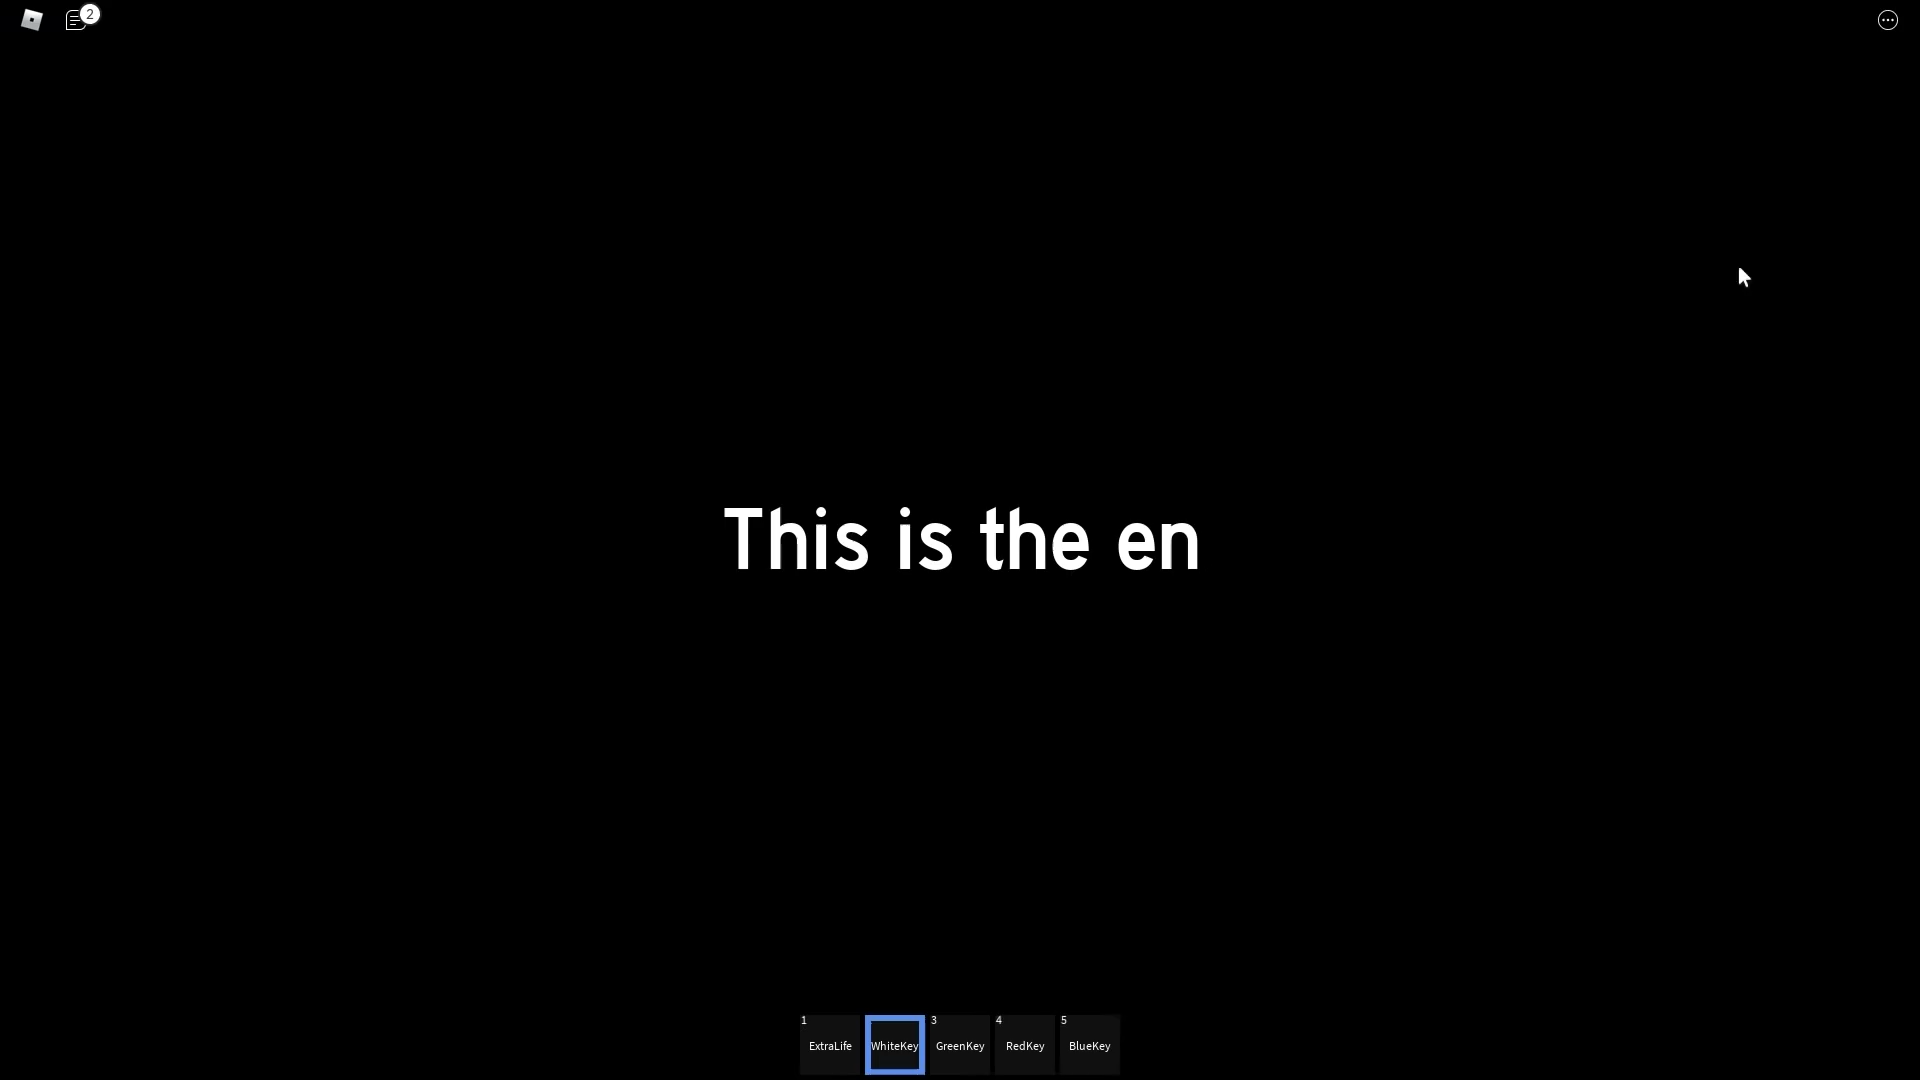 2
This is the en
1
3
4
5
ExtraLife
WhiteKey
GreenKey
RedKey
BlueKey